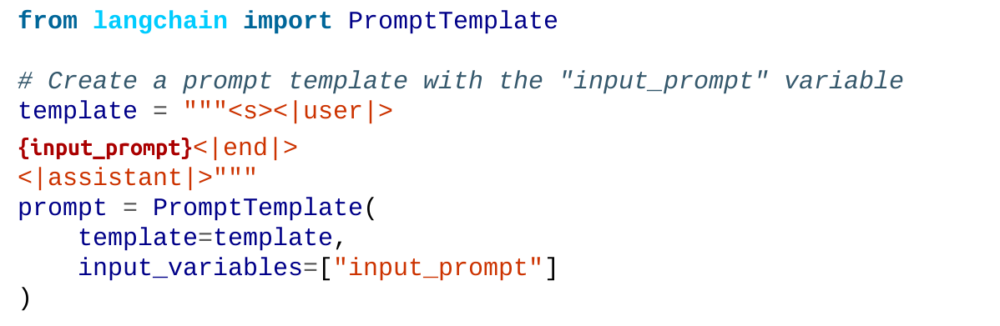 from langchain import PromptTemplate
# Create a prompt template with the "input_prompt" variable
template = """<s><|user|>
{input_prompt}<|end|>
<|assistant|>"""
prompt = PromptTemplate(
    template=template,
    input_variables=["input_prompt"]
)